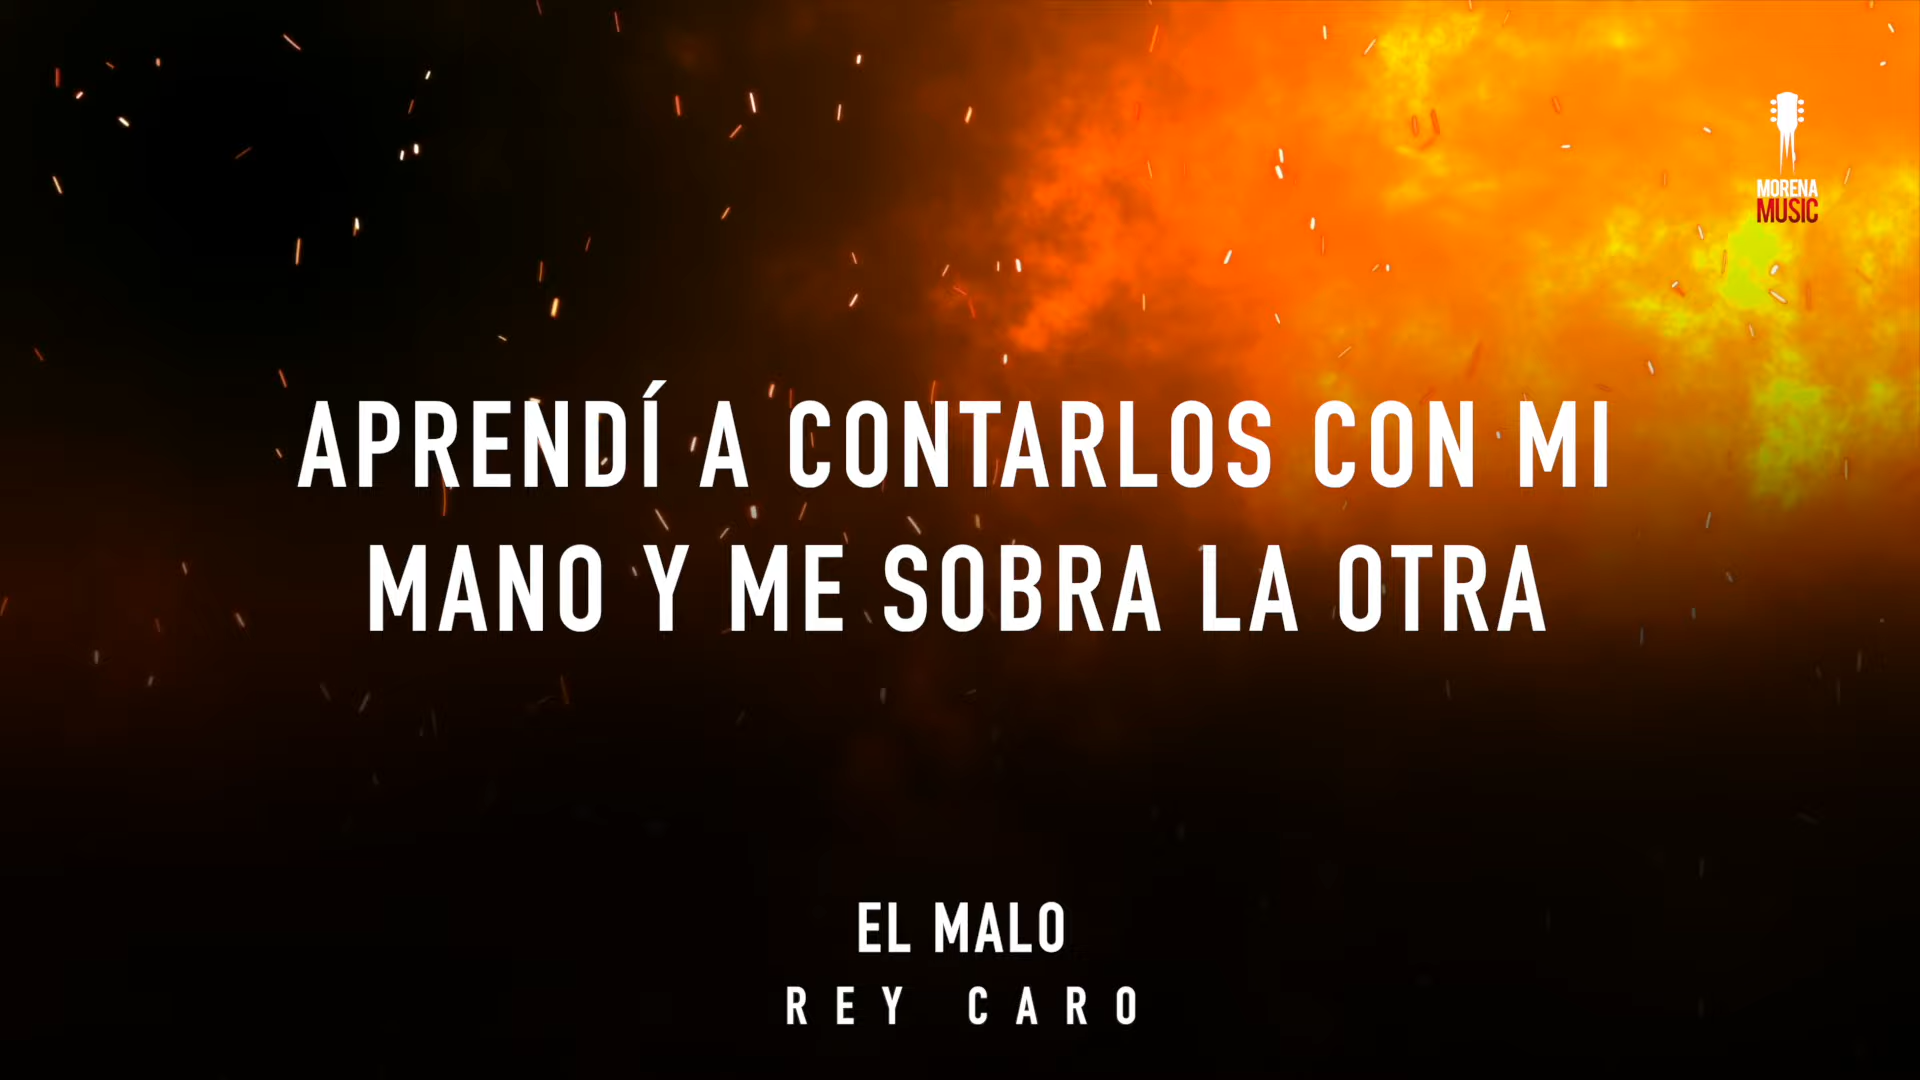 MORENA
MUSIC
APRENDÍ A CONTARLOS CON MI
MANO Y ME SOBRA LA OTRA
EL MALO
REY CARO